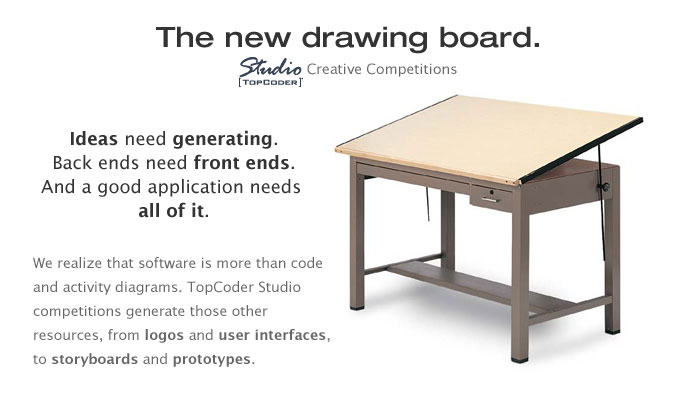 The new drawing board.
Studio [TOPCODER] Creative Competitions
Ideas need generating.
Back ends need front ends.
And a good application needs
all of it.
We realize that software is more than code
and activity diagrams. TopCoder Studio
competitions generate those other
resources, from logos and user interfaces,
to storyboards and prototypes.